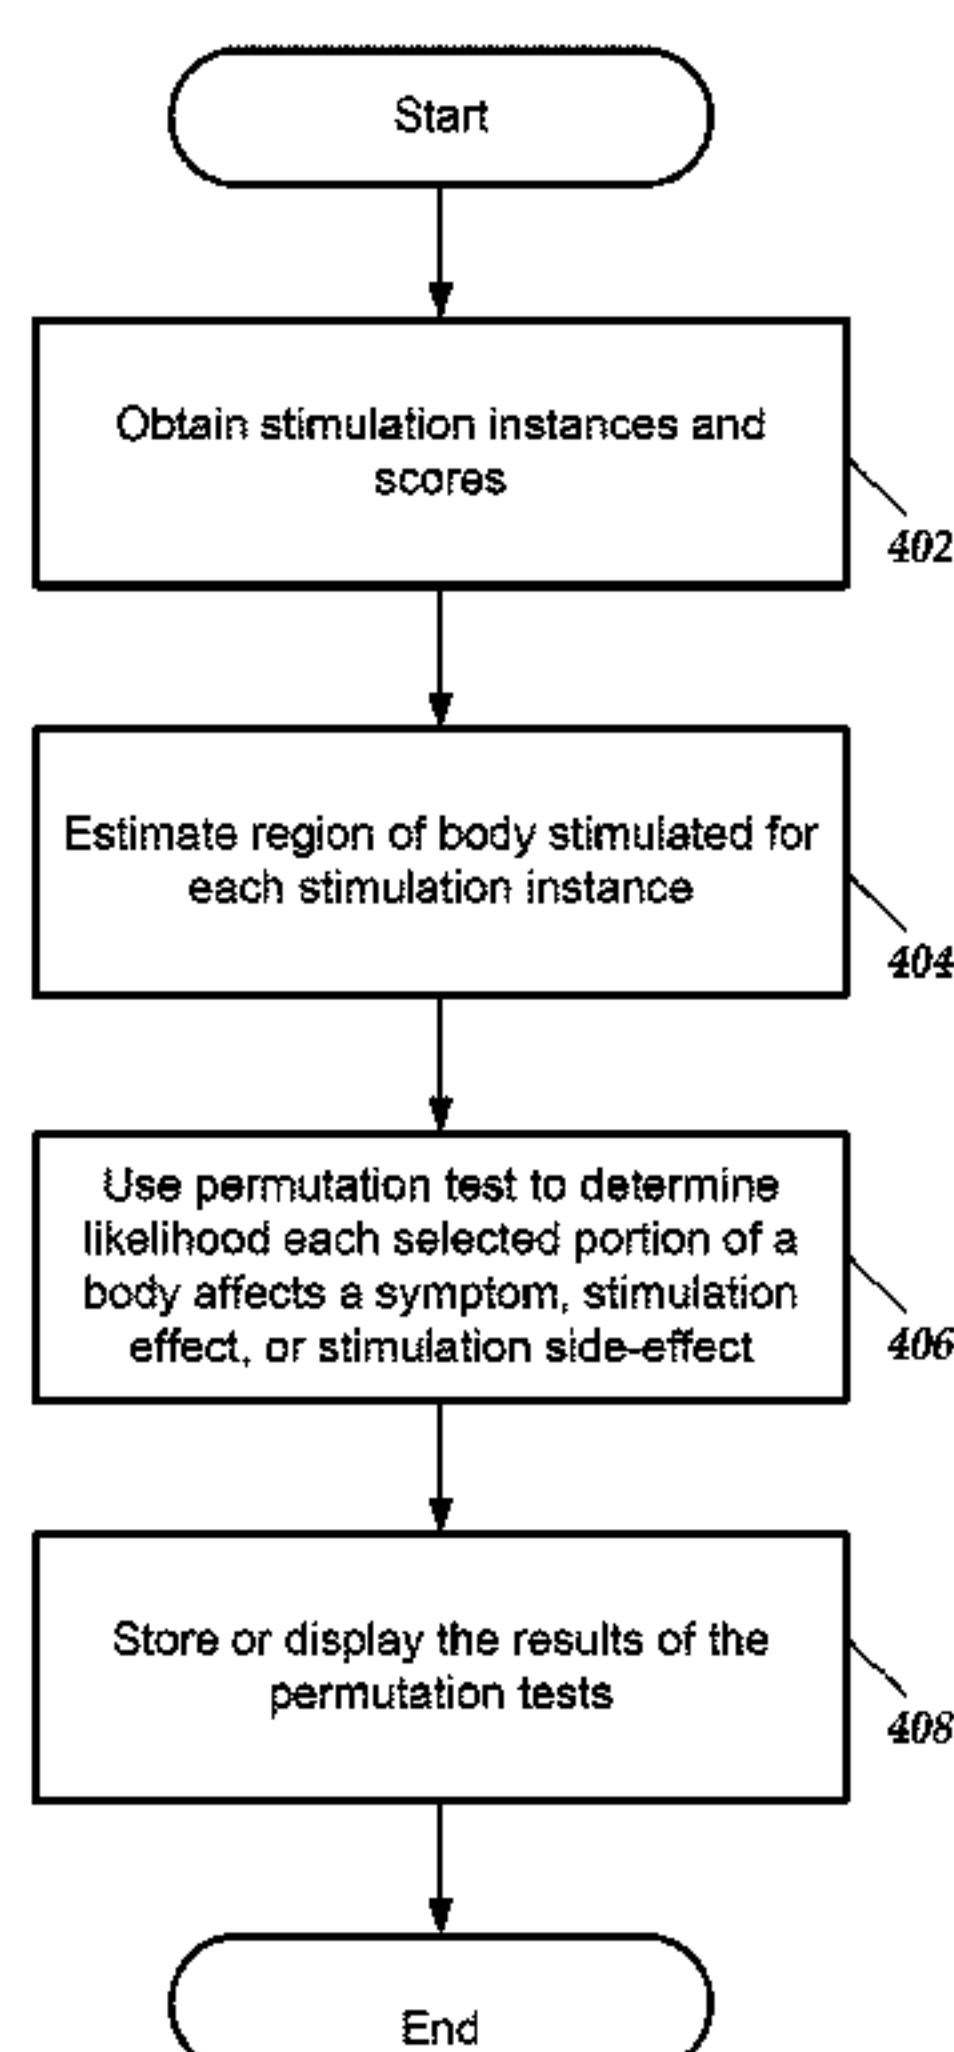 Start
Obtain stimulation instances and
scores
402
Estimate region of body stimulated for
each stimulation instance
404
Use permutation test to determine
likelihood each selected portion of a
body affects a symptom, stimulation
effect, or stimulation side-effect
406
Store or display the results of the
permutation tests
408
End